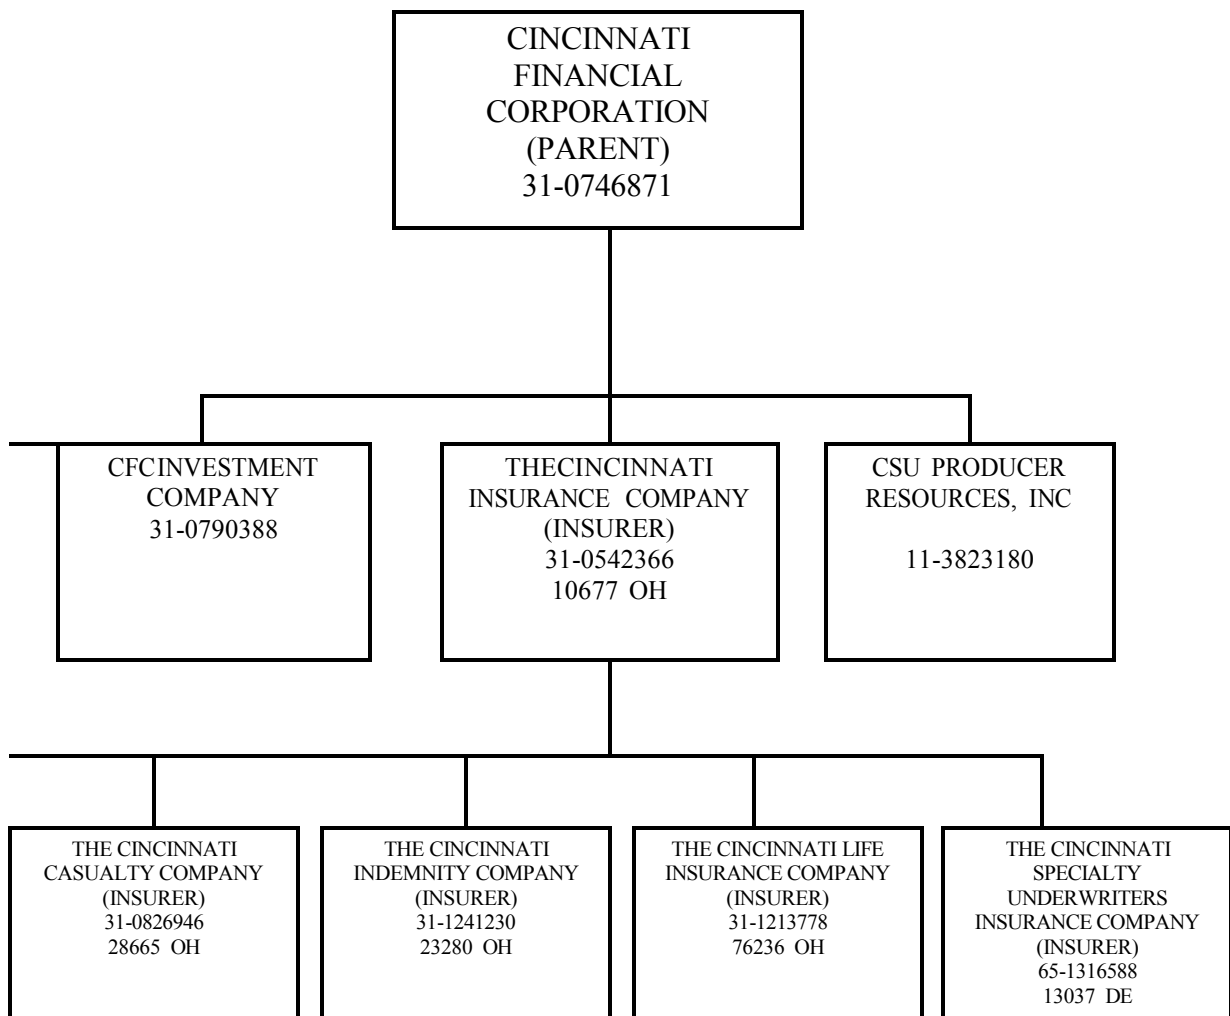 CINCINNATI
FINANCIAL
CORPORATION
(PARENT)
31-0746871
CFCINVESTMENT
COMPANY
31-0790388
THECINCINNATI
INSURANCE COMPANY
(INSURER)
31-0542366
10677 OH
CSU PRODUCER
RESOURCES, INC
11-3823180
THE CINCINNATI
CASUALTY COMPANY
(INSURER)
31-0826946
28665 OH
THE CINCINNATI
INDEMNITY COMPANY
(INSURER)
31-1241230
23280 OH
THE CINCINNATI LIFE
INSURANCE COMPANY
(INSURER)
31-1213778
76236 OH
THE CINCINNATI
SPECIALTY
UNDERWRITERS
INSURANCE COMPANY
(INSURER)
65-1316588
13037 DE